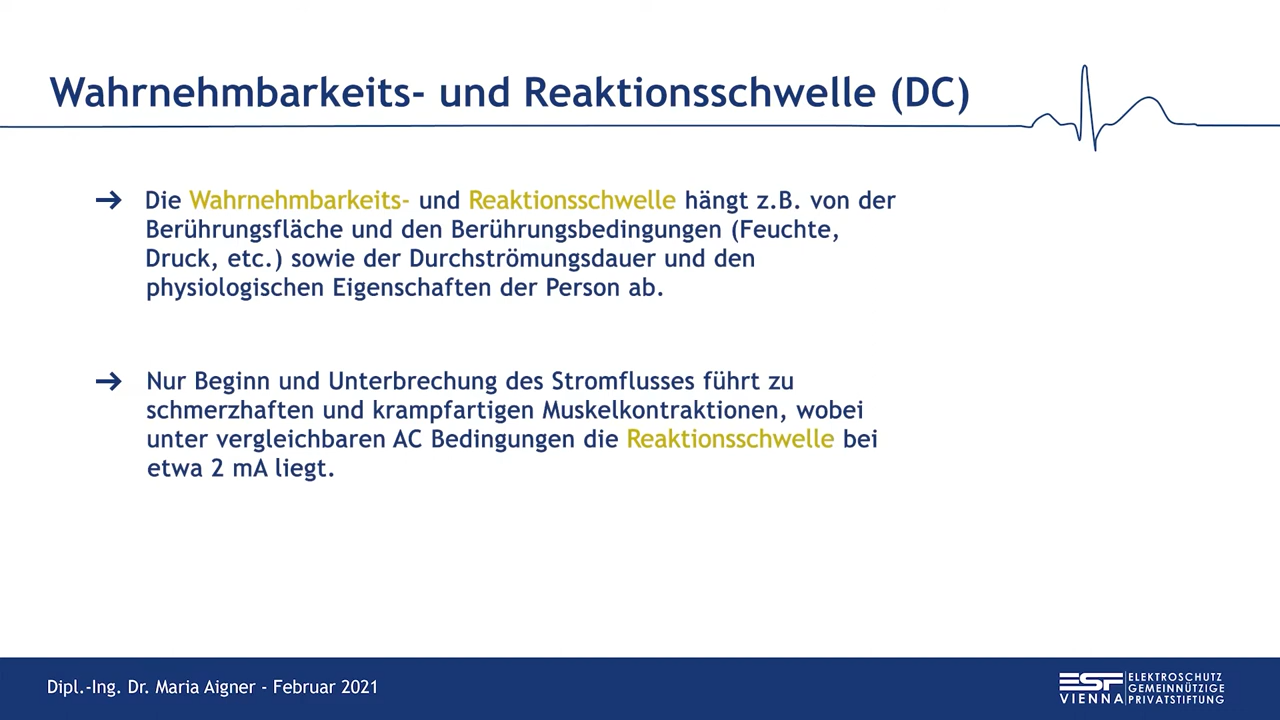 Wahrnehmbarkeits- und Reaktionsschwelle (DC)
→ Die Wahrnehmbarkeits- und Reaktionsschwelle hängt z.B. von der
Berührungsfläche und den Berührungsbedingungen (Feuchte,
Druck, etc.) sowie der Durchströmungsdauer und den
physiologischen Eigenschaften der Person ab.
→ Nur Beginn und Unterbrechung des Stromflusses führt zu
schmerzhaften und krampfartigen Muskelkontraktionen, wobei
unter vergleichbaren AC Bedingungen die Reaktionsschwelle bei
etwa 2 mA liegt.
Dipl.-Ing. Dr. Maria Aigner - Februar 2021
ESF
VIENNA
ELEKTROSCHUTZ
GEMEINNÜTZIGE
PRIVATSTIFTUNG